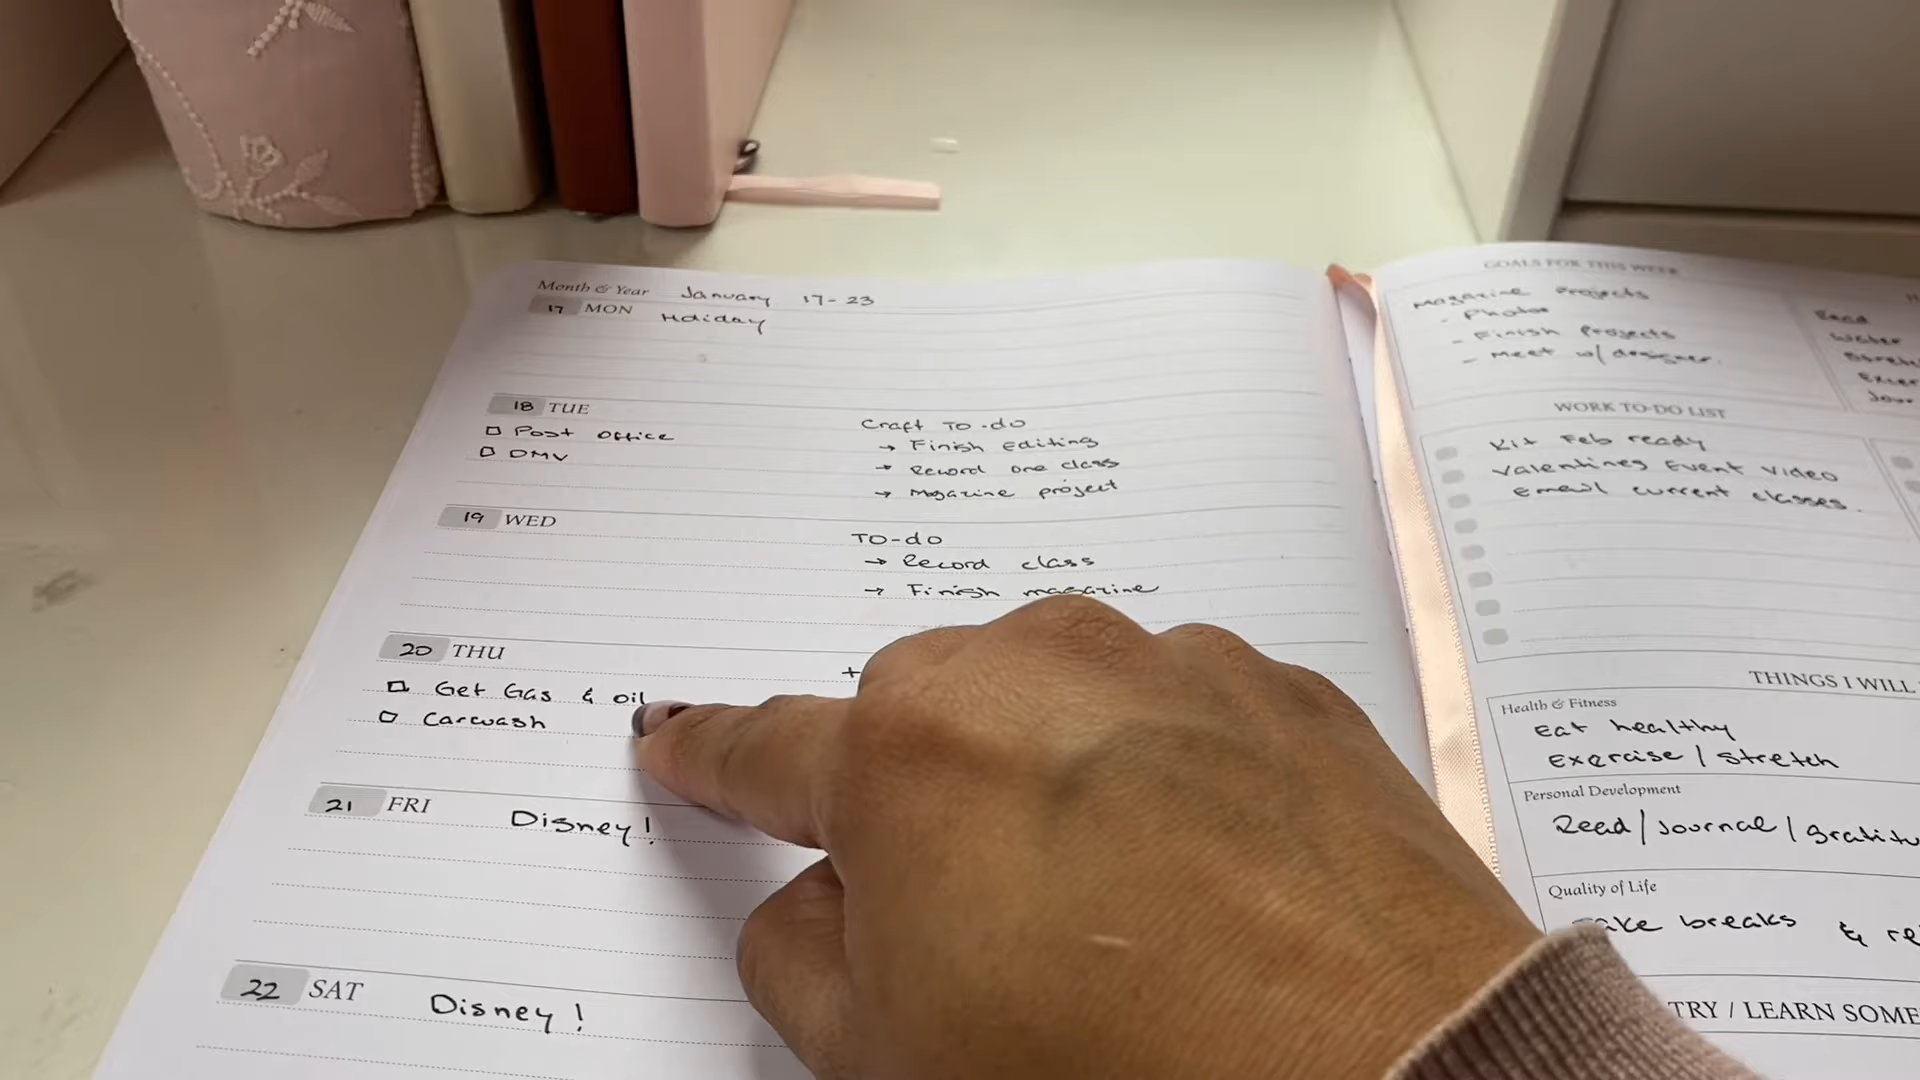 Month & Year January 17-23
17 MON Holiday
18 TUE
Post Office
DMV
Craft To-do
→ Finish Editing
→ Record one class
→ Magazine project
19 WED
TO-do
→ Record class
→ Finish magazine
20 THU
+
Get Gas & Oil
Carwash
21 FRI Disney!
22 SAT Disney!
GOALS FOR THIS WEEK
Magazine Projects
- Photos
- Finish Projects
- Meet w/ designer.
Read
Water
WORK TO-DO LIST
Kit Feb ready
Valentines Event Video
Email current classes.
THINGS I WILL
Health & Fitness
Eat healthy
Exercise / Stretch
Personal Development
Read / Journal /
Quality of Life
breaks &
TRY / LEARN